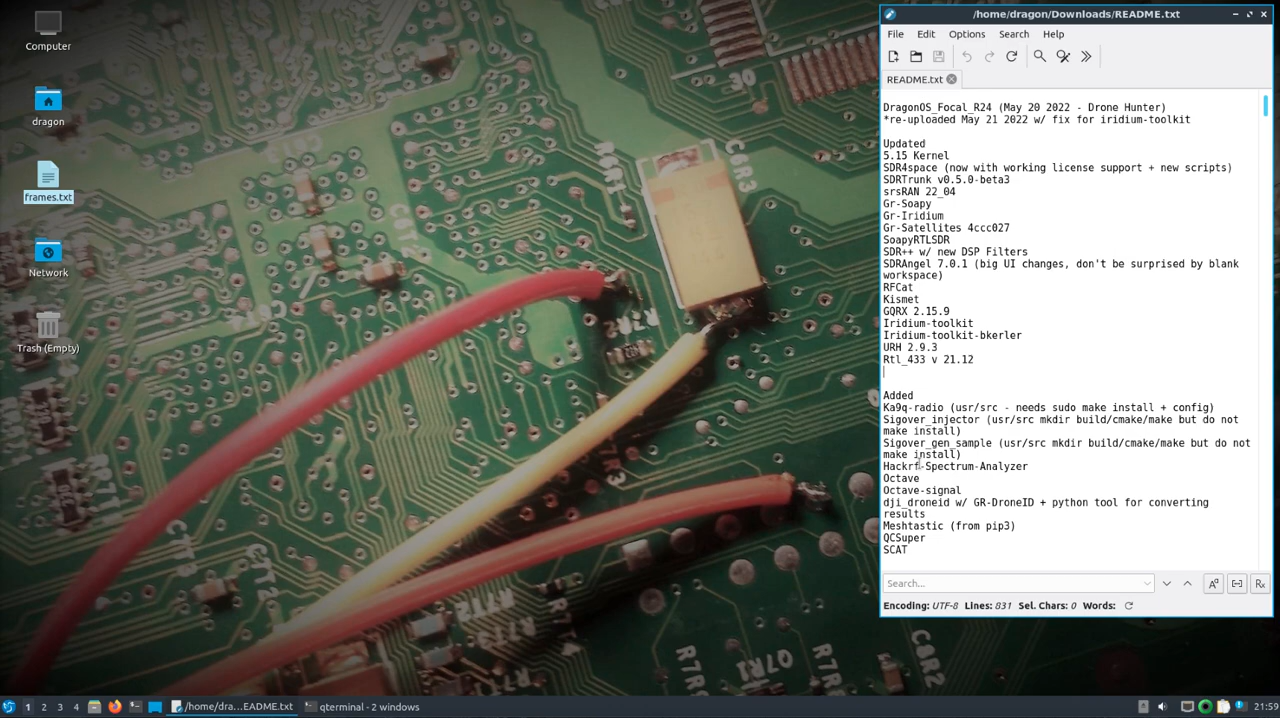 Computer
dragon
frames.txt
Network
Trash (Empty)
/home/dragon/Downloads/README.txt
File Edit Options Search Help
README.txt
DragonOS_Focal_R24 (May 20 2022 - Drone Hunter)
*re-uploaded May 21 2022 w/ fix for iridium-toolkit
Updated
5.15 Kernel
SDR4space (now with working license support + new scripts)
SDRTrunk v0.5.0-beta3
srsRAN 22_04
Gr-Soapy
Gr-Iridium
Gr-Satellites 4ccc027
SoapyRTLSDR
SDR++ w/ new DSP Filters
SDRAngel 7.0.1 (big UI changes, don't be surprised by blank
workspace)
RFCat
Kismet
GQRX 2.15.9
Iridium-toolkit
Iridium-toolkit-bkerler
URH 2.9.3
Rtl_433 v 21.12
Added
Ka9q-radio (usr/src - needs sudo make install + config)
Sigover_injector (usr/src mkdir build/cmake/make but do not
make install)
Sigover_gen_sample (usr/src mkdir build/cmake/make but do not
make install)
Hackrf-Spectrum-Analyzer
Octave
Octave-signal
dji_droneid w/ GR-DroneID + python tool for converting
results
Meshtastic (from pip3)
QCSuper
SCAT
Search...
Encoding: UTF-8 Lines: 831 Sel. Chars: 0 Words:
1 2 3 4 /home/dra...EADME.txt qterminal - 2 windows 21:59